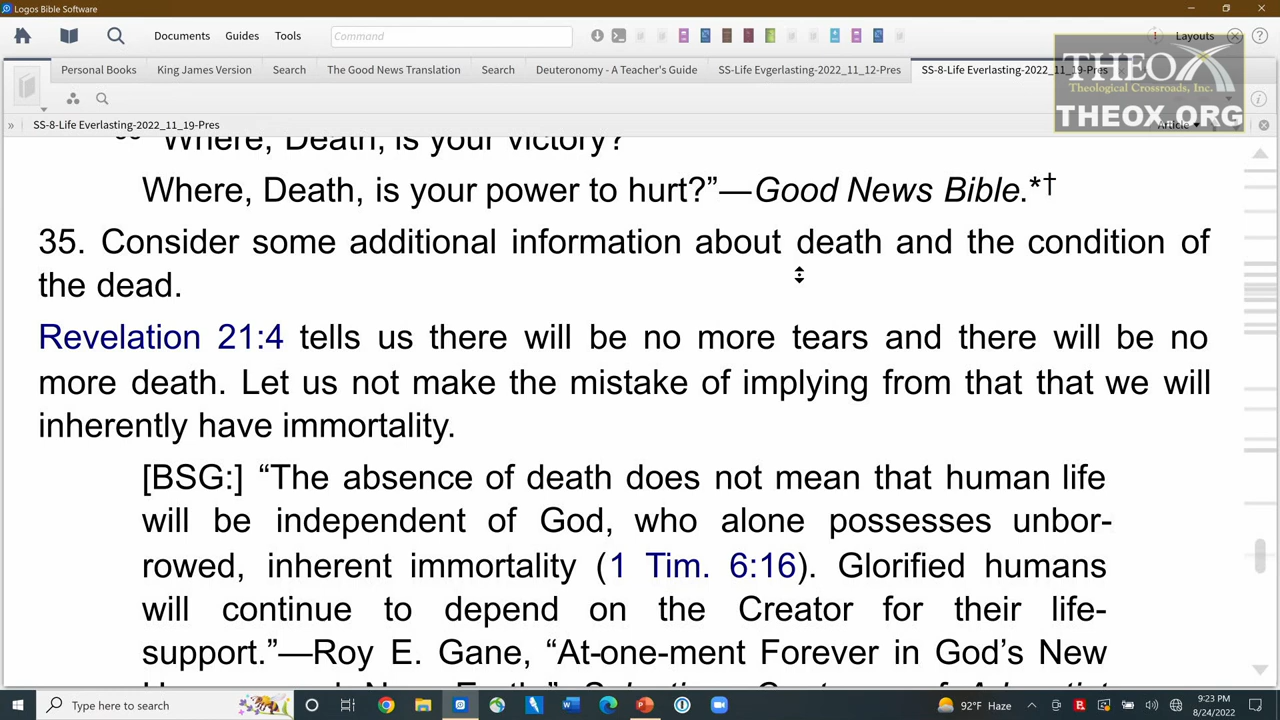 Logos Bible Software
Documents Guides Tools Command Layouts
THEOX
Theological Crossroads, Inc.
THEOX.ORG
Personal Books King James Version Search Search Deuteronomy - A Teacher's Guide SS-Life Evgerlasting-2022_11_12-Pres SS-8-Life Everlasting-2022_11_19-Pres
SS-8-Life Everlasting-2022_11_19-Pres Article
"Where, Death, is your victory?
Where, Death, is your power to hurt?”—Good News Bible.*†
35. Consider some additional information about death and the condition of
the dead.
Revelation 21:4 tells us there will be no more tears and there will be no
more death. Let us not make the mistake of implying from that that we will
inherently have immortality.
[BSG:] “The absence of death does not mean that human life
will be independent of God, who alone possesses unbor-
rowed, inherent immortality (1 Tim. 6:16). Glorified humans
will continue to depend on the Creator for their life-
support.”—Roy E. Gane, “At-one-ment Forever in God’s New
Type here to search 92°F Haze 9:23 PM
8/24/2022